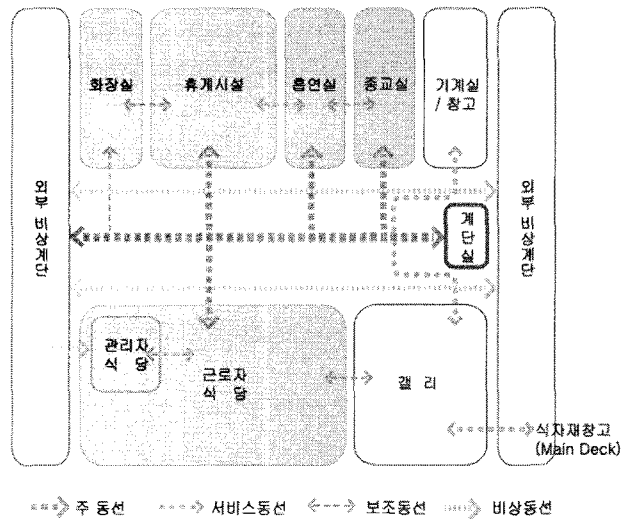 화장실
휴게시설
흡연실
종교실
기계실
/ 창고
외부 비상계단
계단실
외부 비상계단
관리자
식 당
근로자
식 당
갤 리
식자재창고
(Main Deck)
주 동선
서비스동선
보조동선
비상동선